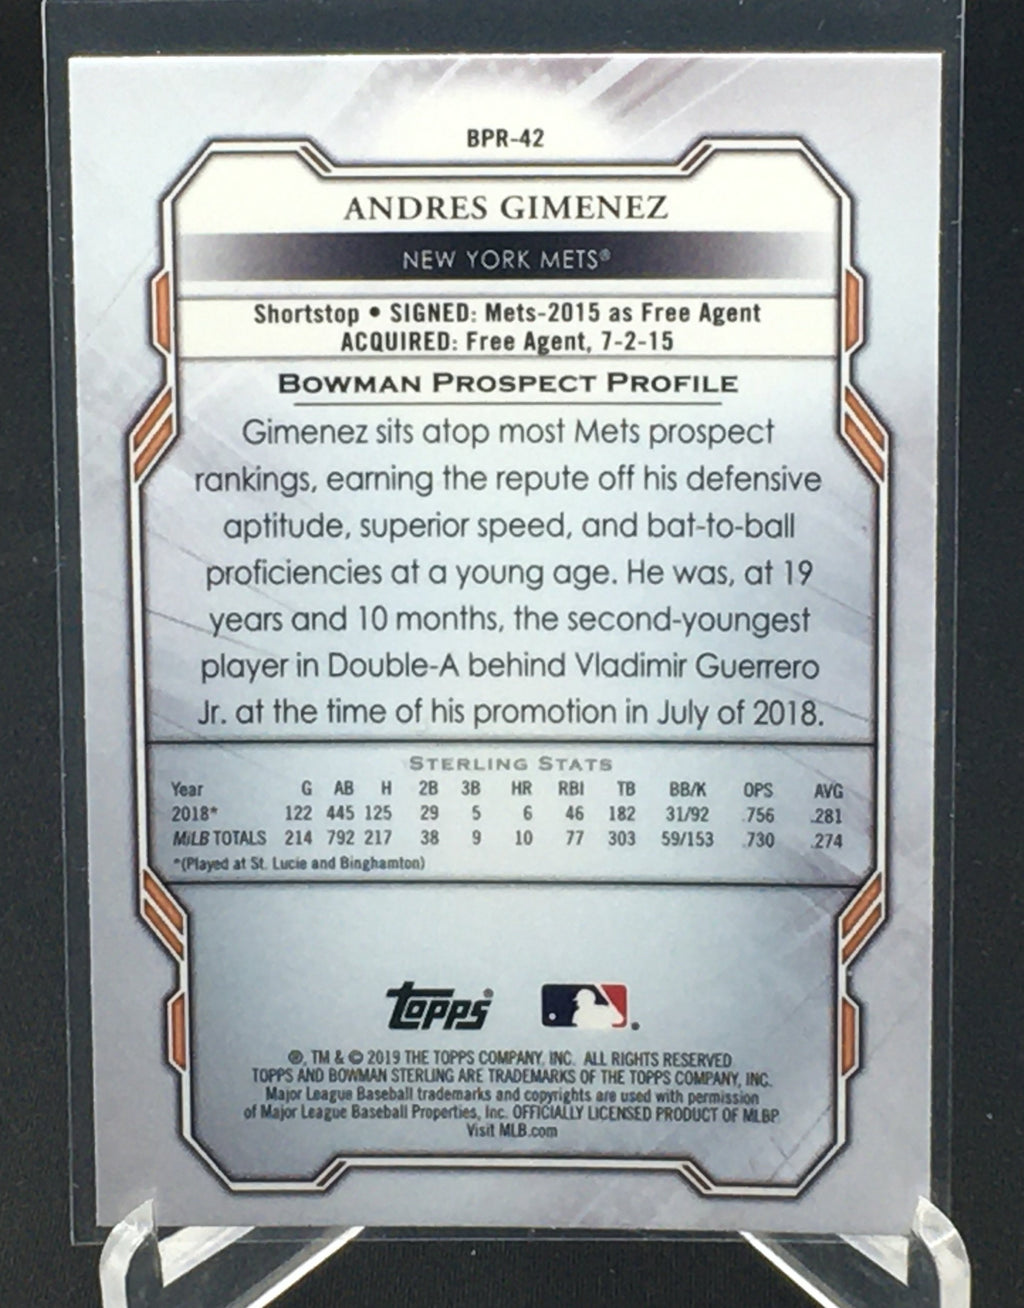 BPR-42
ANDRES GIMENEZ
NEW YORK METS®
Shortstop • SIGNED: Mets-2015 as Free Agent
ACQUIRED: Free Agent, 7-2-15
BOWMAN PROSPECT PROFILE
Gimenez sits atop most Mets prospect
rankings, earning the repute off his defensive
aptitude, superior speed, and bat-to-ball
proficiencies at a young age. He was, at 19
years and 10 months, the second-youngest
player in Double-A behind Vladimir Guerrero
Jr. at the time of his promotion in July of 2018.
STERLING STATS
Year G AB H 2B 3B HR RBI TB BB/K OPS AVG
2018* 122 445 125 29 5 6 46 182 31/92 .756 .281
MiLB TOTALS 214 792 217 38 9 10 77 303 59/153 .730 .274
*(Played at St. Lucie and Binghamton)
Topps®
®, TM & © 2019 THE TOPPS COMPANY, INC. ALL RIGHTS RESERVED
TOPPS AND BOWMAN STERLING ARE TRADEMARKS OF THE TOPPS COMPANY, INC.
Major League Baseball trademarks and copyrights are used with permission
of Major League Baseball Properties, Inc. OFFICIALLY LICENSED PRODUCT OF MLBP
Visit MLB.com